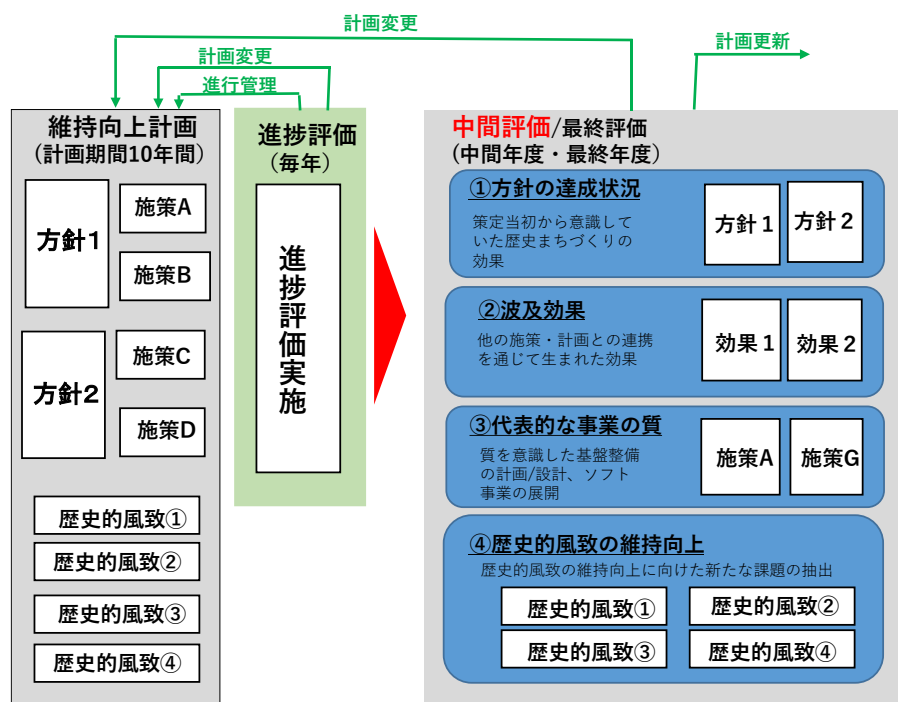 計画変更
計画更新
計画変更
進行管理
維持向上計画
(計画期間10年間)
方針1
施策A
施策B
方針2
施策C
施策D
歴史的風致①
歴史的風致②
歴史的風致③
歴史的風致④
進捗評価
(毎年)
進捗評価実施
中間評価/最終評価
(中間年度・最終年度)
①方針の達成状況
策定当初から意識して
いた歴史まちづくりの
効果
方針1
方針2
②波及効果
他の施策・計画との連携
を通じて生まれた効果
効果1
効果2
③代表的な事業の質
質を意識した基盤整備
の計画/設計、ソフト
事業の展開
施策A
施策G
④歴史的風致の維持向上
歴史的風致の維持向上に向けた新たな課題の抽出
歴史的風致①
歴史的風致②
歴史的風致③
歴史的風致④